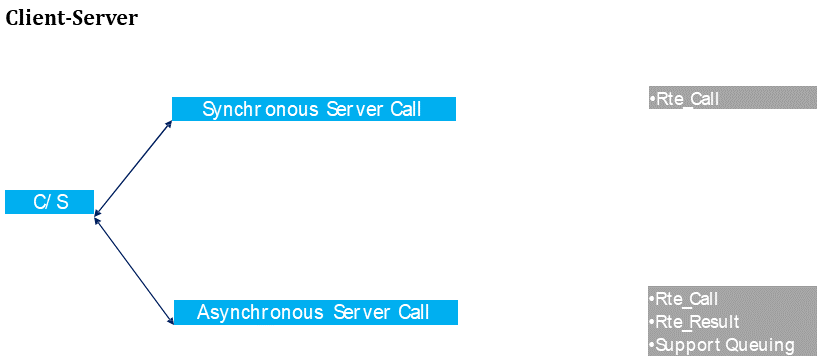 Client-Server
Synchronous Server Call
•Rte_Call
C/ S
Asynchronous Server Call
•Rte_Call
•Rte_Result
•Support Queuing